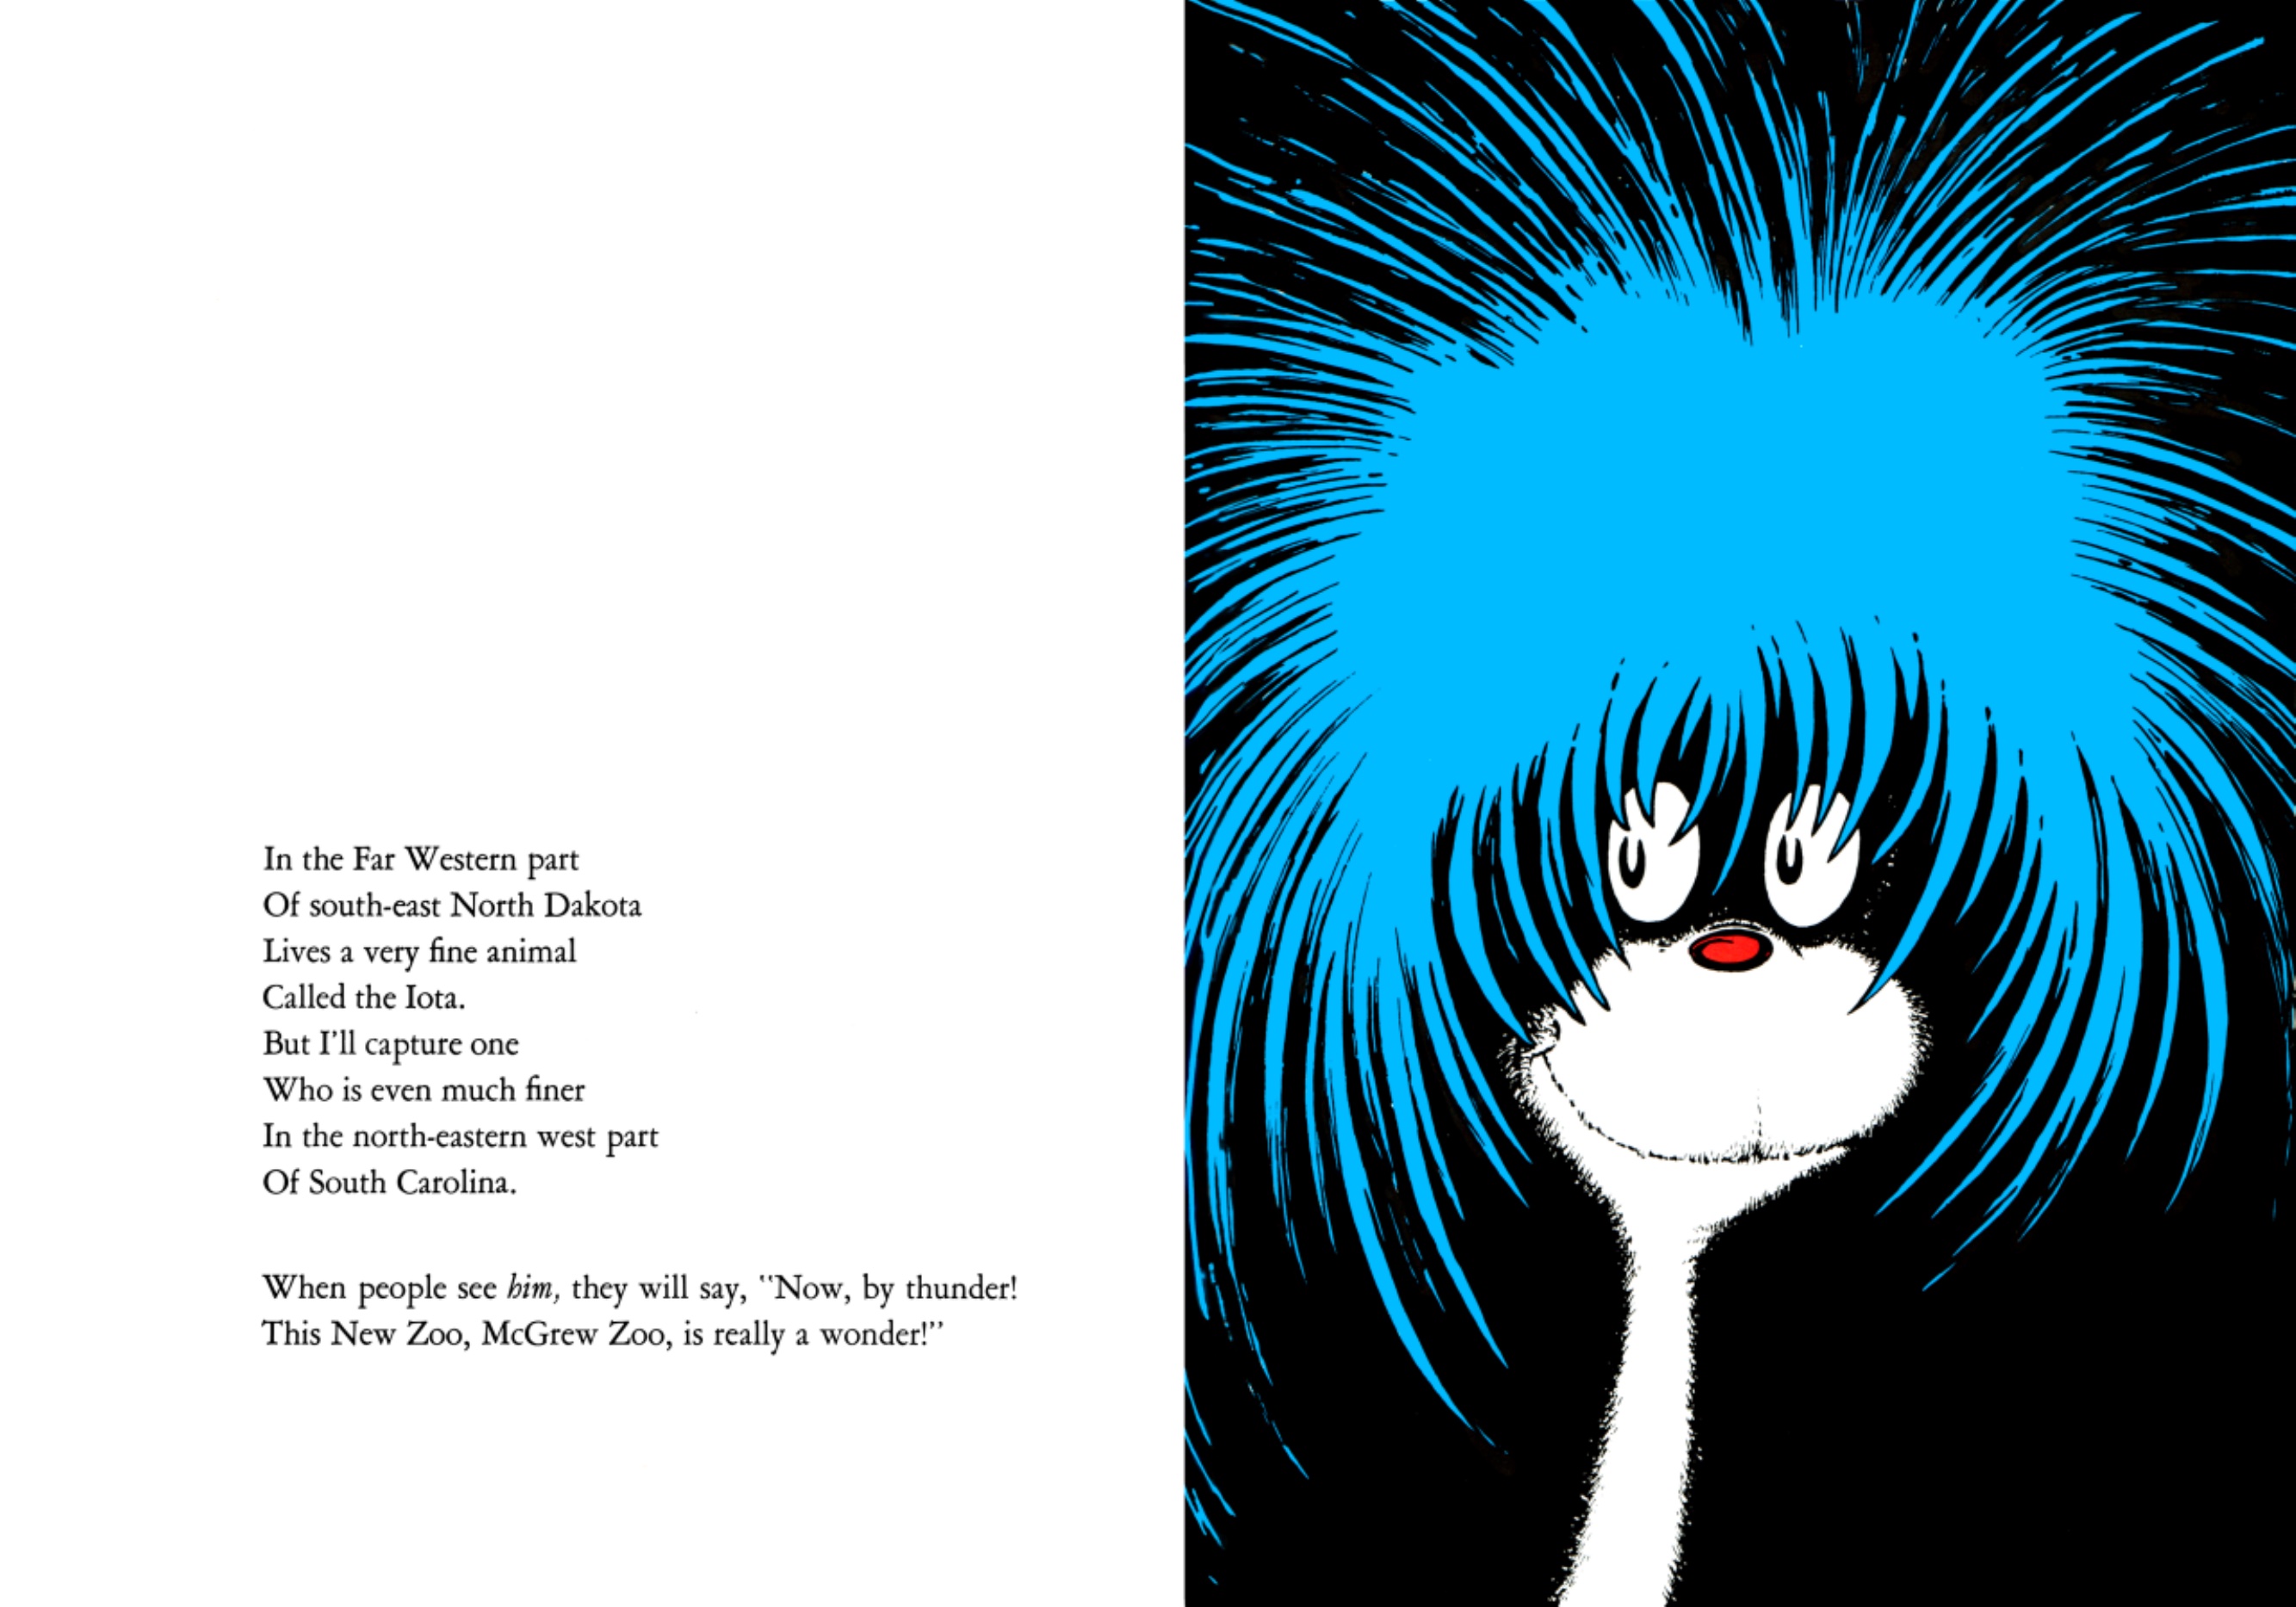 In the Far Western part
Of south-east North Dakota
Lives a very fine animal
Called the Iota.
But I'll capture one
Who is even much finer
In the north-eastern west part
Of South Carolina.
When people see him, they will say, "Now, by thunder!
This New Zoo, McGrew Zoo, is really a wonder!"